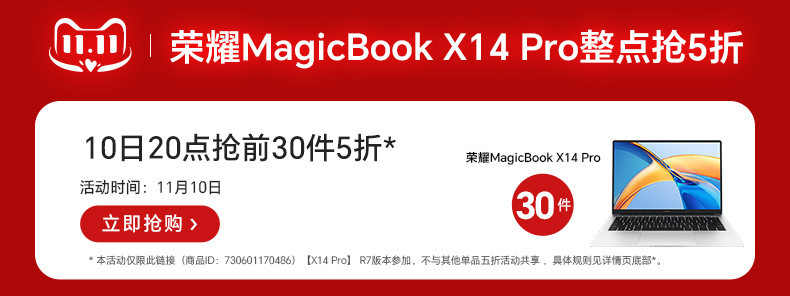 11.11
荣耀MagicBook X14 Pro整点抢5折
10日20点抢前30件5折*
活动时间：11月10日
立即抢购 >
荣耀MagicBook X14 Pro
30件
* 本活动仅限此链接（商品ID：730601170486）【X14 Pro】 R7版本参加，不与其他单品五折活动共享 ，具体规则见详情页底部*。